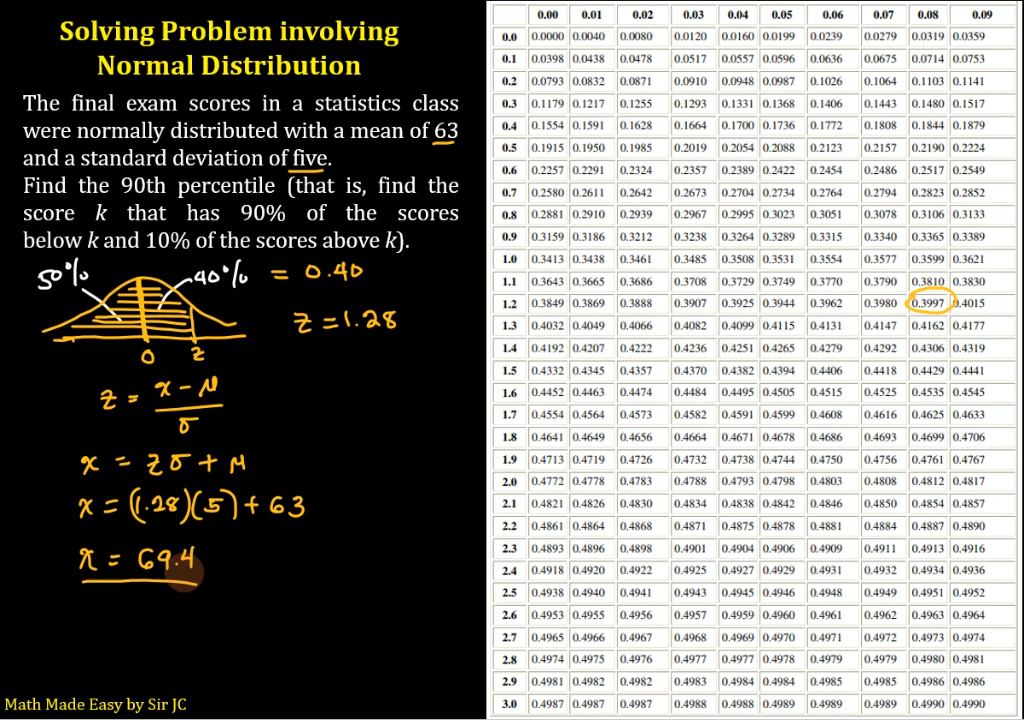 Solving Problem involving
Normal Distribution
The final exam scores in a statistics class
were normally distributed with a mean of 63
and a standard deviation of five.
Find the 90th percentile (that is, find the
score k that has 90% of the scores
below k and 10% of the scores above k).
50% 40% = 0.40
z = 1.28
0 z
z = x - μ
σ
x = zσ + μ
x = (1.28)(5) + 63
x = 69.4
Math Made Easy by Sir JC
0.00 0.01 0.02 0.03 0.04 0.05 0.06 0.07 0.08 0.09
0.0 0.0000 0.0040 0.0080 0.0120 0.0160 0.0199 0.0239 0.0279 0.0319 0.0359
0.1 0.0398 0.0438 0.0478 0.0517 0.0557 0.0596 0.0636 0.0675 0.0714 0.0753
0.2 0.0793 0.0832 0.0871 0.0910 0.0948 0.0987 0.1026 0.1064 0.1103 0.1141
0.3 0.1179 0.1217 0.1255 0.1293 0.1331 0.1368 0.1406 0.1443 0.1480 0.1517
0.4 0.1554 0.1591 0.1628 0.1664 0.1700 0.1736 0.1772 0.1808 0.1844 0.1879
0.5 0.1915 0.1950 0.1985 0.2019 0.2054 0.2088 0.2123 0.2157 0.2190 0.2224
0.6 0.2257 0.2291 0.2324 0.2357 0.2389 0.2422 0.2454 0.2486 0.2517 0.2549
0.7 0.2580 0.2611 0.2642 0.2673 0.2704 0.2734 0.2764 0.2794 0.2823 0.2852
0.8 0.2881 0.2910 0.2939 0.2967 0.2995 0.3023 0.3051 0.3078 0.3106 0.3133
0.9 0.3159 0.3186 0.3212 0.3238 0.3264 0.3289 0.3315 0.3340 0.3365 0.3389
1.0 0.3413 0.3438 0.3461 0.3485 0.3508 0.3531 0.3554 0.3577 0.3599 0.3621
1.1 0.3643 0.3665 0.3686 0.3708 0.3729 0.3749 0.3770 0.3790 0.3810 0.3830
1.2 0.3849 0.3869 0.3888 0.3907 0.3925 0.3944 0.3962 0.3980 0.3997 0.4015
1.3 0.4032 0.4049 0.4066 0.4082 0.4099 0.4115 0.4131 0.4147 0.4162 0.4177
1.4 0.4192 0.4207 0.4222 0.4236 0.4251 0.4265 0.4279 0.4292 0.4306 0.4319
1.5 0.4332 0.4345 0.4357 0.4370 0.4382 0.4394 0.4406 0.4418 0.4429 0.4441
1.6 0.4452 0.4463 0.4474 0.4484 0.4495 0.4505 0.4515 0.4525 0.4535 0.4545
1.7 0.4554 0.4564 0.4573 0.4582 0.4591 0.4599 0.4608 0.4616 0.4625 0.4633
1.8 0.4641 0.4649 0.4656 0.4664 0.4671 0.4678 0.4686 0.4693 0.4699 0.4706
1.9 0.4713 0.4719 0.4726 0.4732 0.4738 0.4744 0.4750 0.4756 0.4761 0.4767
2.0 0.4772 0.4778 0.4783 0.4788 0.4793 0.4798 0.4803 0.4808 0.4812 0.4817
2.1 0.4821 0.4826 0.4830 0.4834 0.4838 0.4842 0.4846 0.4850 0.4854 0.4857
2.2 0.4861 0.4864 0.4868 0.4871 0.4875 0.4878 0.4881 0.4884 0.4887 0.4890
2.3 0.4893 0.4896 0.4898 0.4901 0.4904 0.4906 0.4909 0.4911 0.4913 0.4916
2.4 0.4918 0.4920 0.4922 0.4925 0.4927 0.4929 0.4931 0.4932 0.4934 0.4936
2.5 0.4938 0.4940 0.4941 0.4943 0.4945 0.4946 0.4948 0.4949 0.4951 0.4952
2.6 0.4953 0.4955 0.4956 0.4957 0.4959 0.4960 0.4961 0.4962 0.4963 0.4964
2.7 0.4965 0.4966 0.4967 0.4968 0.4969 0.4970 0.4971 0.4972 0.4973 0.4974
2.8 0.4974 0.4975 0.4976 0.4977 0.4977 0.4978 0.4979 0.4979 0.4980 0.4981
2.9 0.4981 0.4982 0.4982 0.4983 0.4984 0.4984 0.4985 0.4985 0.4986 0.4986
3.0 0.4987 0.4987 0.4987 0.4988 0.4988 0.4989 0.4989 0.4989 0.4990 0.4990